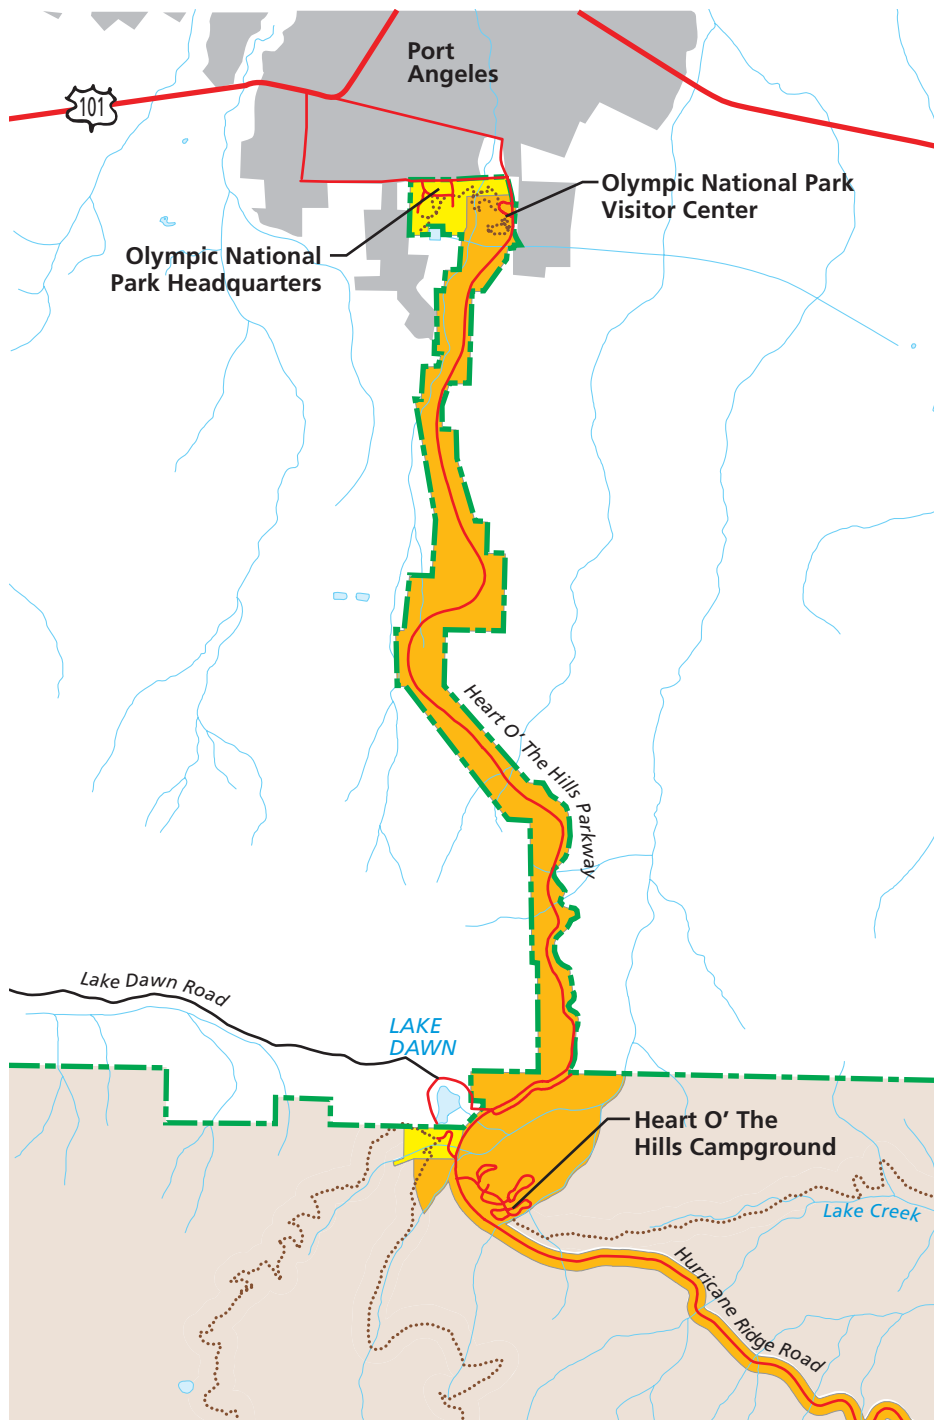 Port
Angeles
101
Olympic National Park
Visitor Center
Olympic National
Park Headquarters
Heart O’ The Hills Parkway
Lake Dawn Road
LAKE
DAWN
Heart O’ The
Hills Campground
Lake Creek
Hurricane Ridge Road